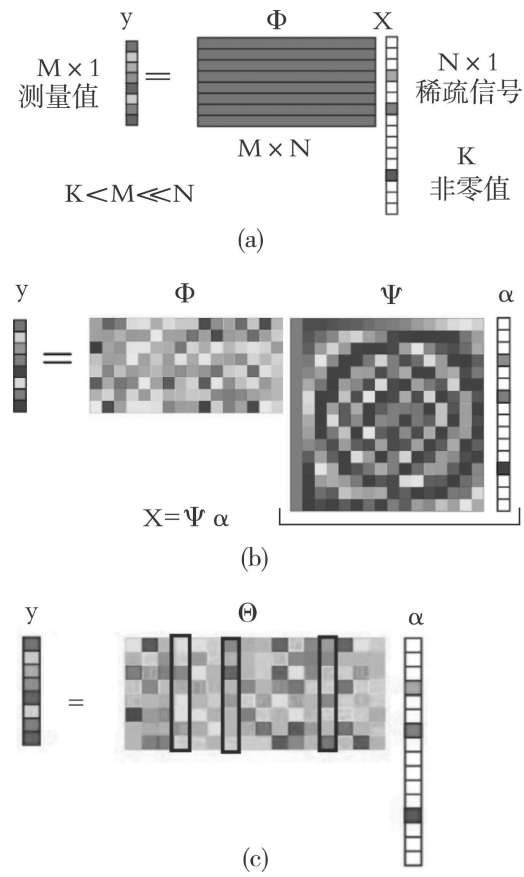 y Φ X
M × 1 = N × 1
测量值 稀疏信号
M × N
K
K<M≪N 非零值
(a)
y Φ Ψ α
=
X=Ψ α
(b)
y Θ α
=
(c)